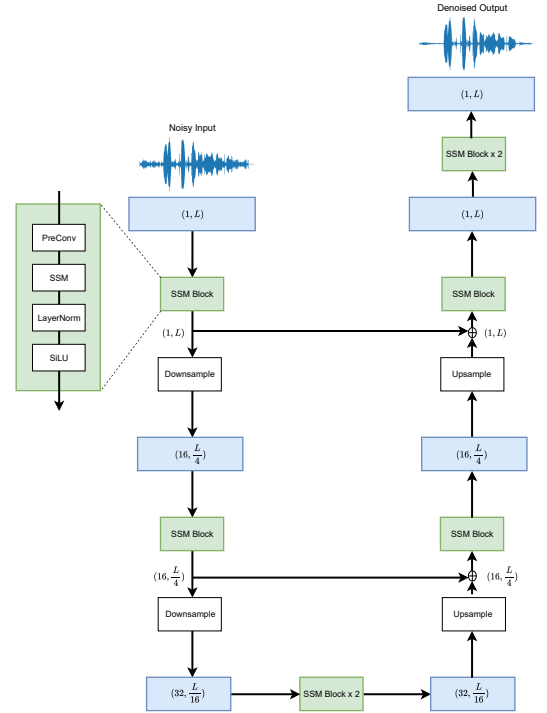 Denoised Output
(1, L)
SSM Block x 2
(1, L)
Noisy Input
(1, L)
PreConv
SSM
LayerNorm
SiLU
SSM Block
(1, L)
Downsample
(16, L/4)
SSM Block
(16, L/4)
Downsample
(32, L/16)
SSM Block x 2
(32, L/16)
Upsample
(16, L/4)
SSM Block
(16, L/4)
Upsample
(1, L)
SSM Block